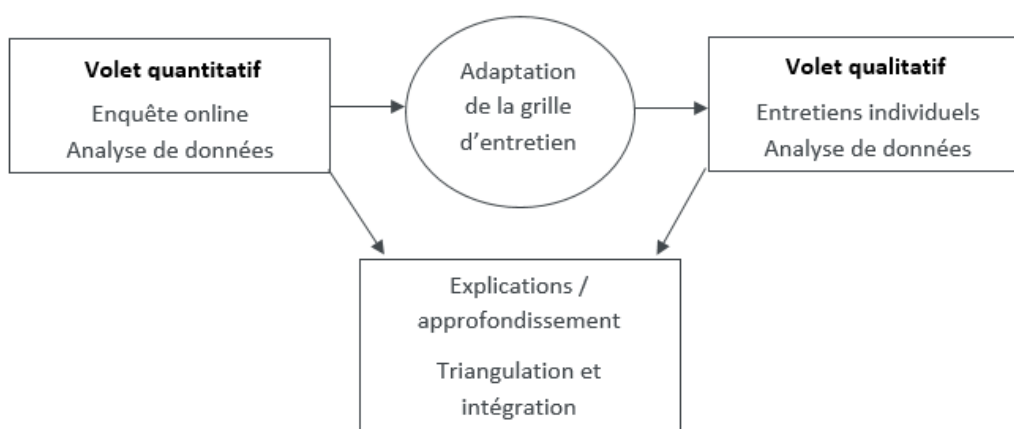 Volet quantitatif
Enquête online
Analyse de données
Adaptation
de la grille
d'entretien
Volet qualitatif
Entretiens individuels
Analyse de données
Explications /
approfondissement
Triangulation et
intégration